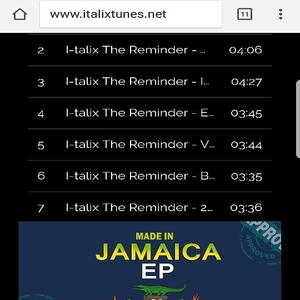 www.italixtunes.net
11
2 I-talix The Reminder - ... 04:06
3 I-talix The Reminder - I... 04:27
4 I-talix The Reminder - E... 03:45
5 I-talix The Reminder - V... 03:44
6 I-talix The Reminder - B... 03:35
7 I-talix The Reminder - 2... 03:36
MADE IN
JAMAICA
EP
APPROV
APPROVED